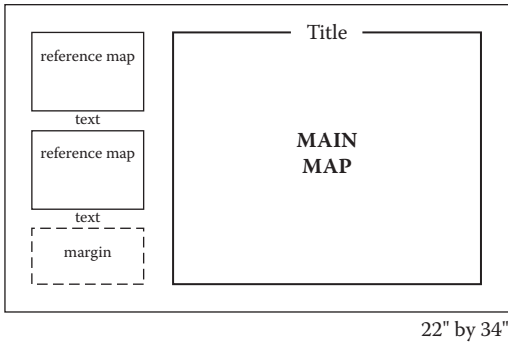 Title
reference map
text
reference map
text
margin
MAIN
MAP
22" by 34"